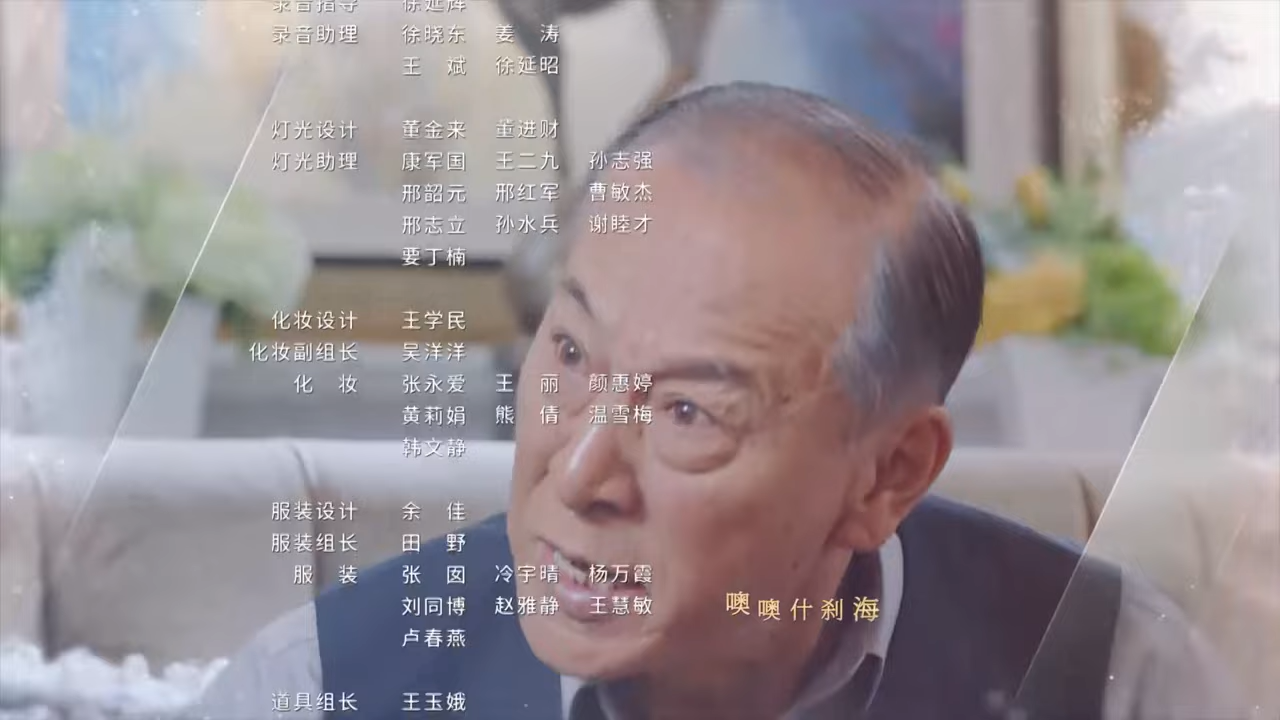 录音指导 徐延辉
录音助理 徐晓东 姜涛
王斌 徐延昭
灯光设计 董金来 董进财
灯光助理 康军国 王二九 孙志强
邢韶元 邢红军 曹敏杰
邢志立 孙水兵 谢睦才
要丁楠
化妆设计 王学民
化妆副组长 吴洋洋
化妆 张永爱 王丽 颜惠婷
黄莉娟 熊倩 温雪梅
韩文静
服装设计 余佳
服装组长 田野
服装 张囡 冷宇晴 杨万霞
刘同博 赵雅静 王慧敏
噢噢什刹海
卢春燕
道具组长 王玉娥